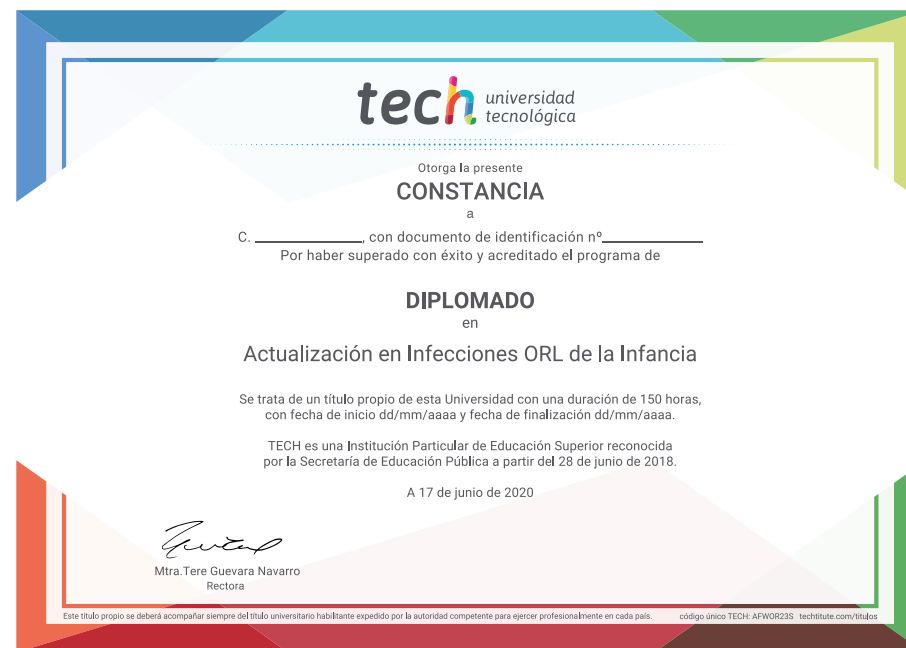 tech universidad
tecnológica
Otorga la presente
CONSTANCIA
a
C. ____________, con documento de identificación nº____________
Por haber superado con éxito y acreditado el programa de
DIPLOMADO
en
Actualización en Infecciones ORL de la Infancia
Se trata de un título propio de esta Universidad con una duración de 150 horas,
con fecha de inicio dd/mm/aaaa y fecha de finalización dd/mm/aaaa.
TECH es una Institución Particular de Educación Superior reconocida
por la Secretaría de Educación Pública a partir del 28 de junio de 2018.
A 17 de junio de 2020
Mtra.Tere Guevara Navarro
Rectora
Este título propio se deberá acompañar siempre del título universitario habilitante expedido por la autoridad competente para ejercer profesionalmente en cada país. código único TECH: AFWOR23S techtitute.com/titulos